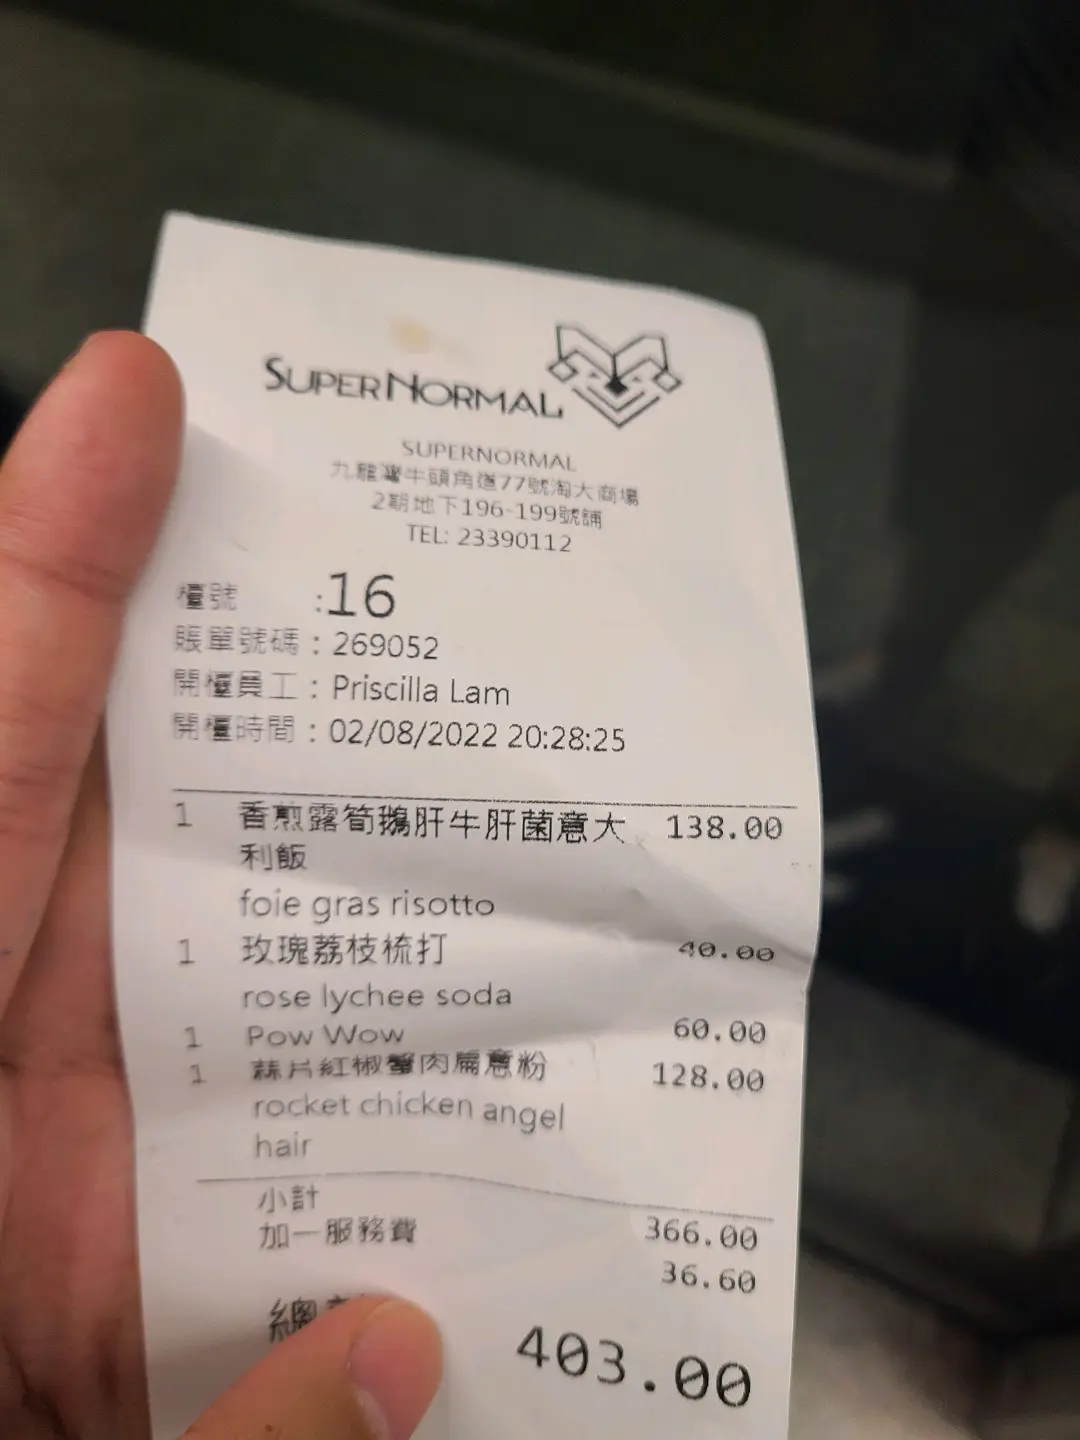 SUPERNORMAL
SUPERNORMAL
九龍灣牛頭角道77號淘大商場
2期地下196-199號舖
TEL: 23390112
檯號 :16
賬單號碼 : 269052
開檯員工 : Priscilla Lam
開檯時間 : 02/08/2022 20:28:25
1 香煎露筍鵝肝牛肝菌意大 138.00
利飯
foie gras risotto
1 玫瑰荔枝梳打 40.00
rose lychee soda
1 Pow Wow 60.00
1 蒜片紅椒蟹肉扁意粉 128.00
rocket chicken angel
hair
小計 366.00
加一服務費 36.60
總 403.00